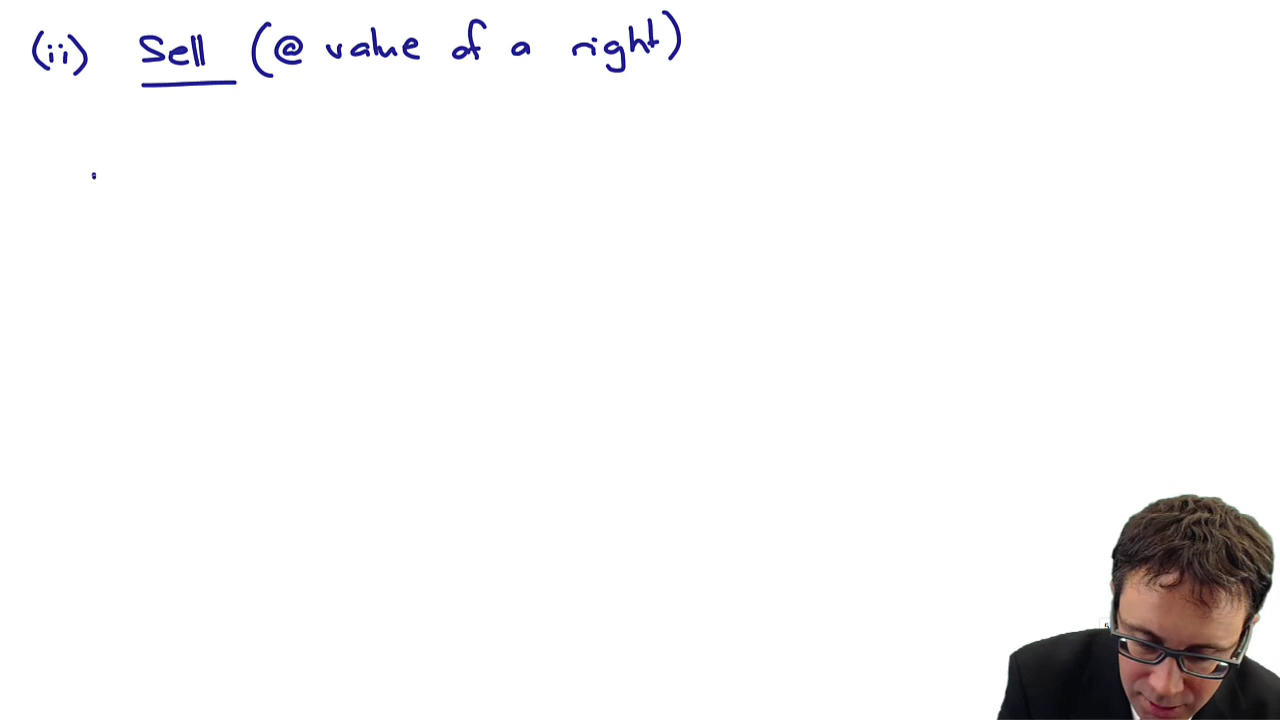 (ii) Sell (@ value of a right)